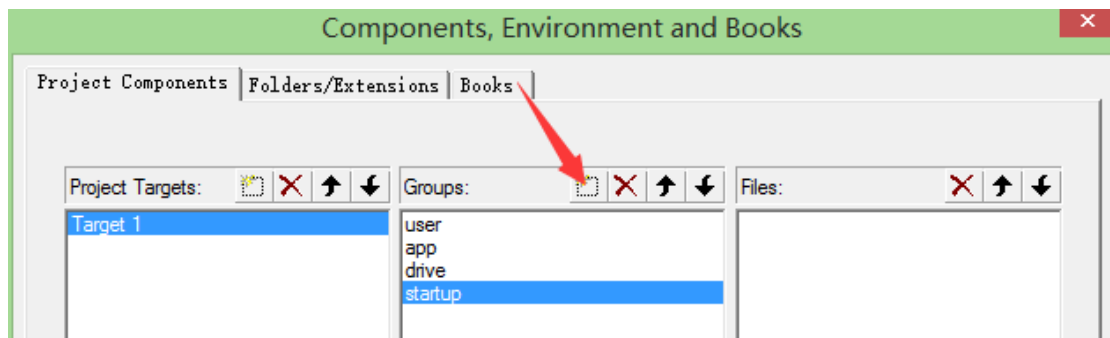 Components, Environment and Books
Project Components Folders/Extensions Books
Project Targets: Groups: Files:
Target 1
user
app
drive
startup